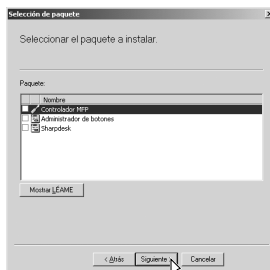 Selección de paquete
Seleccionar el paquete a instalar.
Paquete:
Nombre
Controlador MFP
Administrador de botones
Sharpdesk
Mostrar LÉAME
< Atrás
Siguiente >
Cancelar